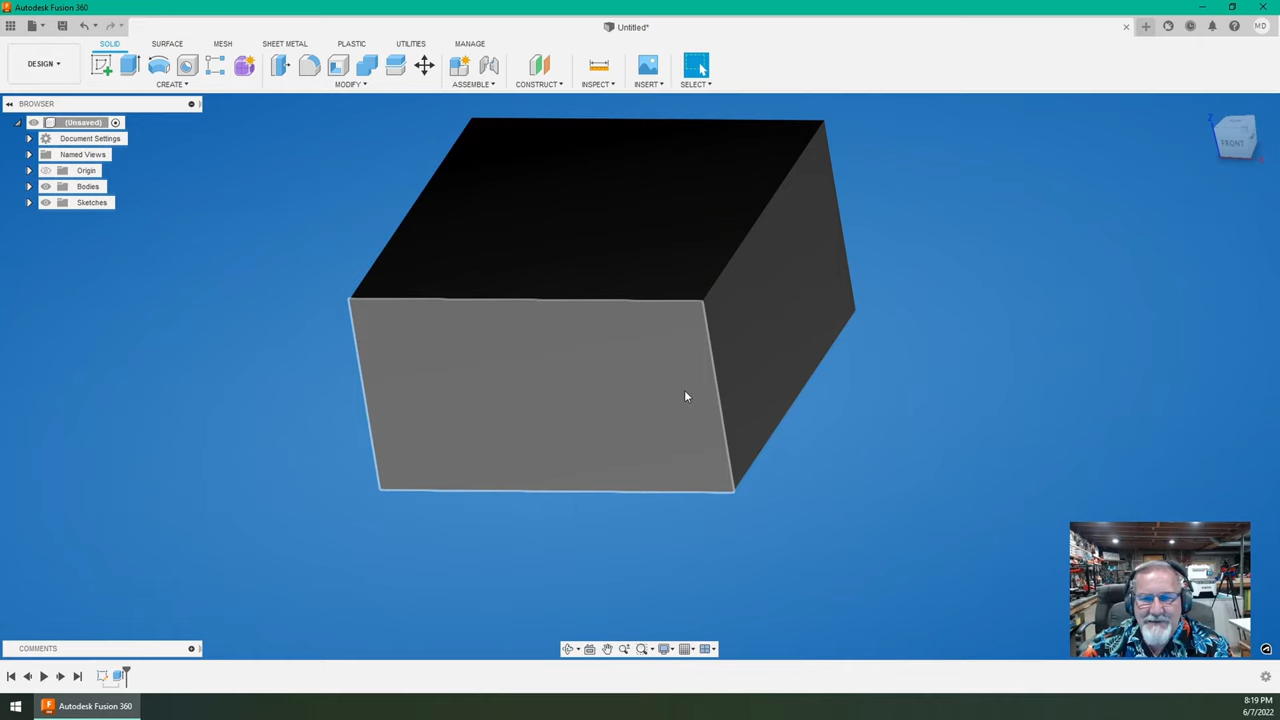 Autodesk Fusion 360
Untitled*
MD
SOLID SURFACE MESH SHEET METAL PLASTIC UTILITIES MANAGE
DESIGN
CREATE MODIFY ASSEMBLE CONSTRUCT INSPECT INSERT SELECT
BROWSER
(Unsaved)
Document Settings
Named Views
Origin
Bodies
Sketches
Z
FRONT
COMMENTS
Autodesk Fusion 360
8:19 PM
6/7/2022